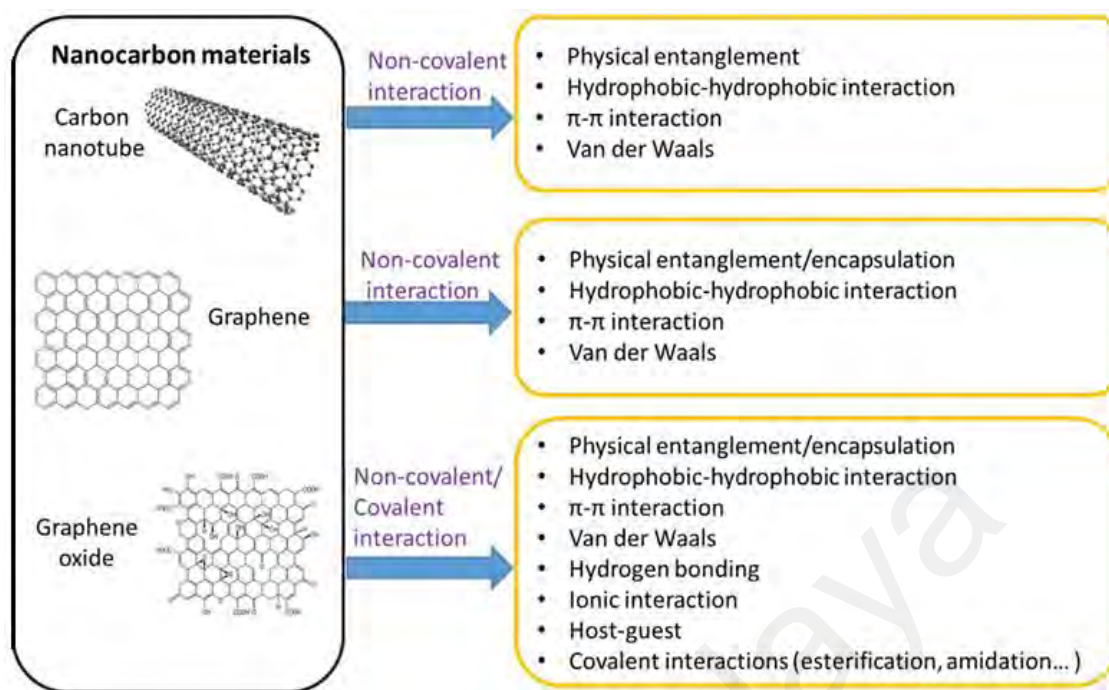 Nanocarbon materials
Carbon
nanotube
Non-covalent
interaction
• Physical entanglement
• Hydrophobic-hydrophobic interaction
• π-π interaction
• Van der Waals
Graphene
Non-covalent
interaction
• Physical entanglement/encapsulation
• Hydrophobic-hydrophobic interaction
• π-π interaction
• Van der Waals
Graphene
oxide
Non-covalent/
Covalent
interaction
• Physical entanglement/encapsulation
• Hydrophobic-hydrophobic interaction
• π-π interaction
• Van der Waals
• Hydrogen bonding
• Ionic interaction
• Host-guest
• Covalent interactions (esterification, amidation... )